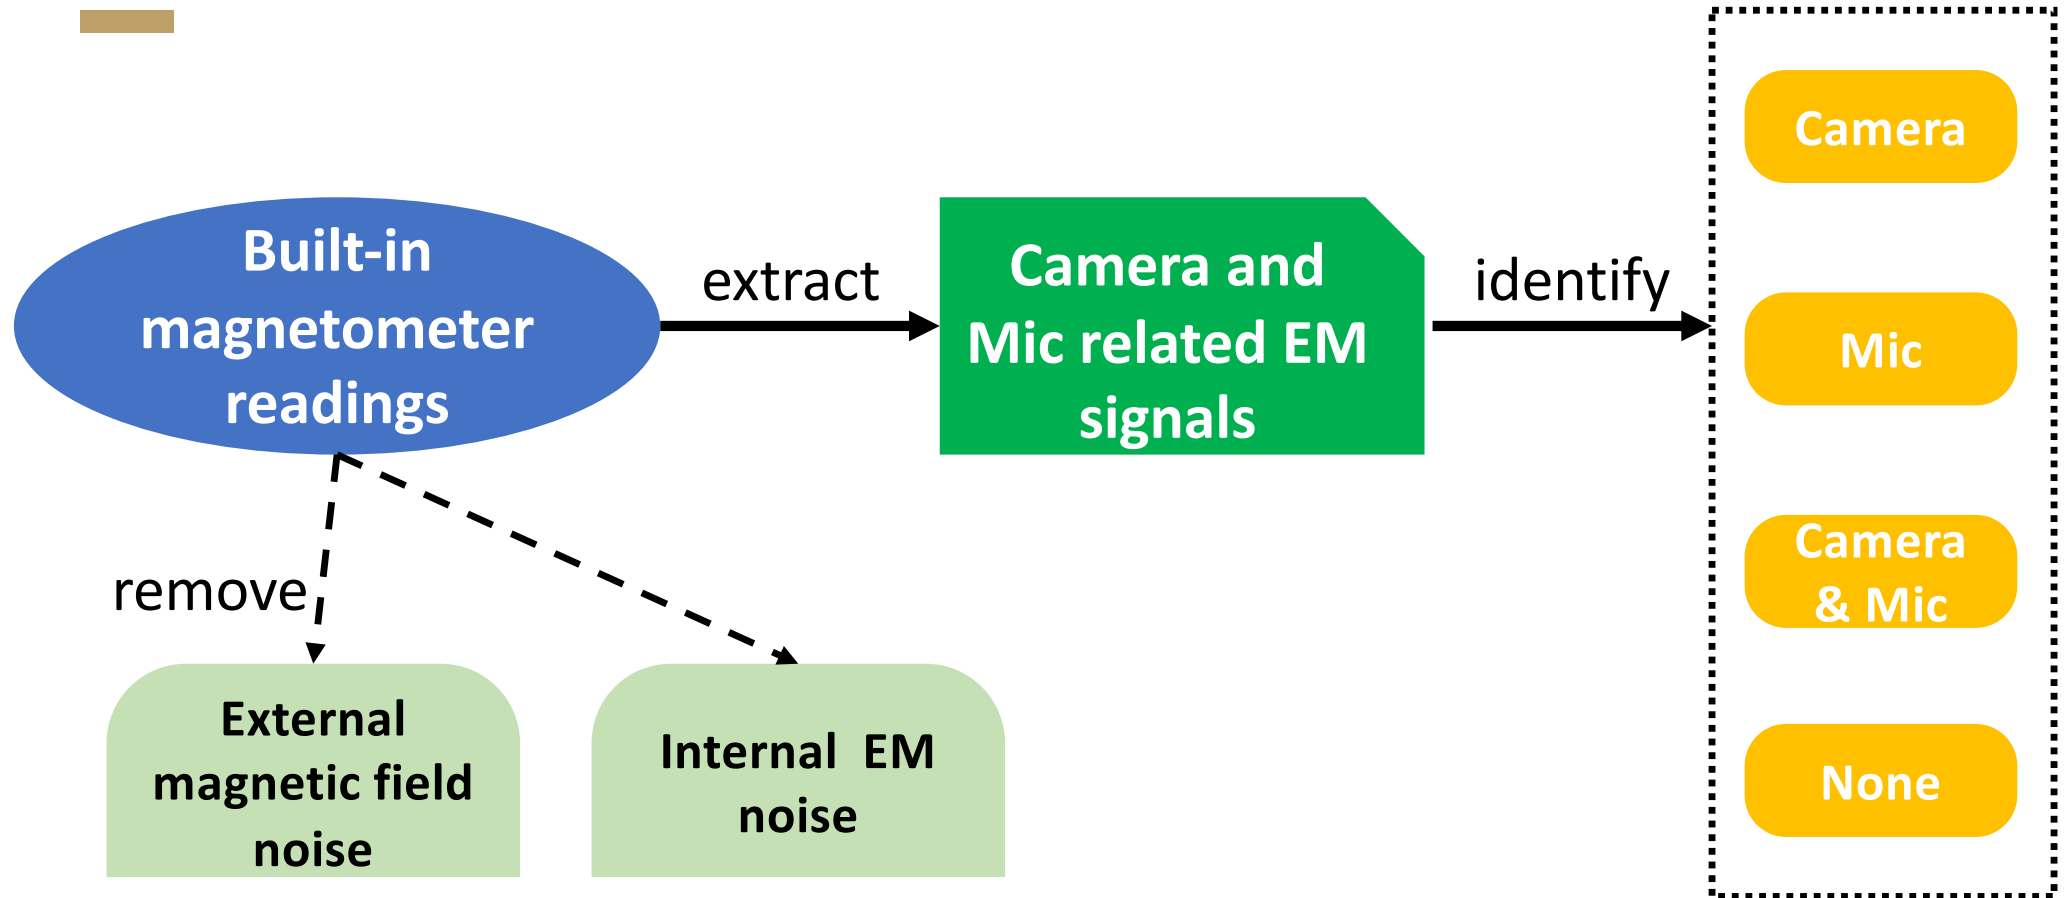 Built-in
magnetometer
readings
extract
Camera and
Mic related EM
signals
identify
Camera
Mic
Camera
& Mic
None
remove
External
magnetic field
noise
Internal  EM
noise